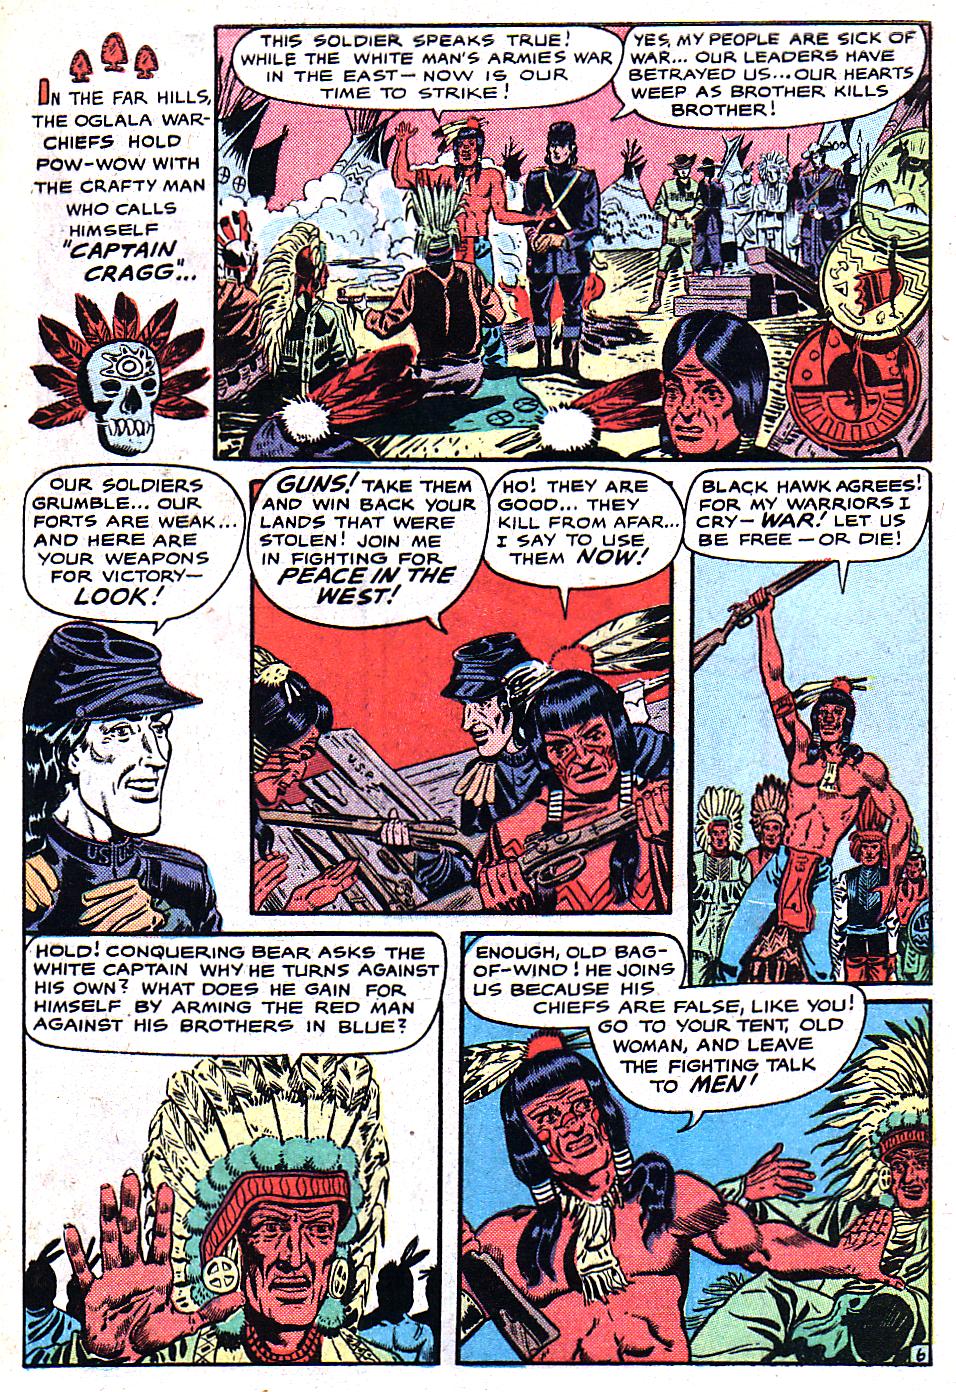 IN THE FAR HILLS,
THE OGLALA WAR-
CHIEFS HOLD
POW-WOW WITH
THE CRAFTY MAN
WHO CALLS
HIMSELF
"CAPTAIN
CRAGG"...
THIS SOLDIER SPEAKS TRUE!
WHILE THE WHITE MAN'S ARMIES WAR
IN THE EAST—NOW IS OUR
TIME TO STRIKE!
YES, MY PEOPLE ARE SICK OF
WAR... OUR LEADERS HAVE
BETRAYED US...OUR HEARTS
WEEP AS BROTHER KILLS
BROTHER!
OUR SOLDIERS
GRUMBLE... OUR
FORTS ARE WEAK...
AND HERE ARE
YOUR WEAPONS
FOR VICTORY—
LOOK!
US
GUNS! TAKE THEM
AND WIN BACK YOUR
LANDS THAT WERE
STOLEN! JOIN ME
IN FIGHTING FOR
PEACE IN THE
WEST!
HO! THEY ARE
GOOD... THEY
KILL FROM AFAR...
I SAY TO USE
THEM NOW!
BLACK HAWK AGREES!
FOR MY WARRIORS I
CRY—WAR! LET US
BE FREE—OR DIE!
HOLD! CONQUERING BEAR ASKS THE
WHITE CAPTAIN WHY HE TURNS AGAINST
HIS OWN? WHAT DOES HE GAIN FOR
HIMSELF BY ARMING THE RED MAN
AGAINST HIS BROTHERS IN BLUE?
ENOUGH, OLD BAG-
OF-WIND! HE JOINS
US BECAUSE HIS
CHIEFS ARE FALSE, LIKE YOU!
GO TO YOUR TENT, OLD
WOMAN, AND LEAVE
THE FIGHTING TALK
TO MEN!
6